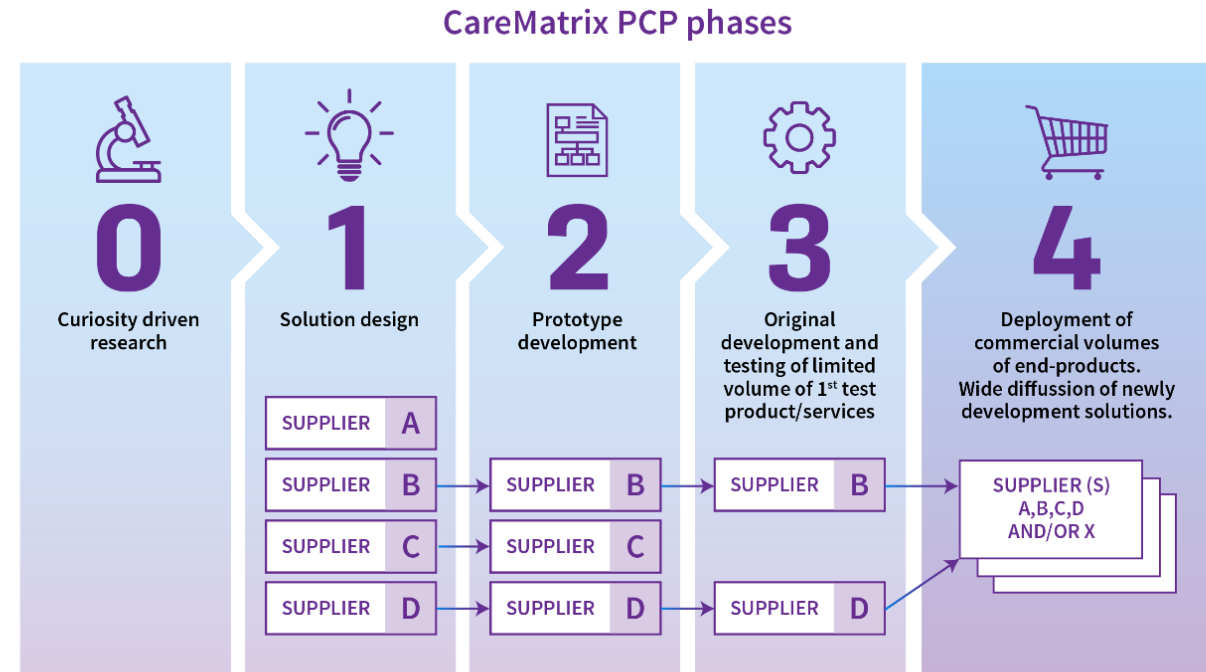 CareMatrix PCP phases
0
Curiosity driven
research
1
Solution design
SUPPLIER A
SUPPLIER B
SUPPLIER C
SUPPLIER D
2
Prototype
development
SUPPLIER B
SUPPLIER C
SUPPLIER D
3
Original
development and
testing of limited
volume of 1st test
product/services
SUPPLIER B
SUPPLIER D
4
Deployment of
commercial volumes
of end-products.
Wide diffussion of newly
development solutions.
SUPPLIER (S)
A,B,C,D
AND/OR X